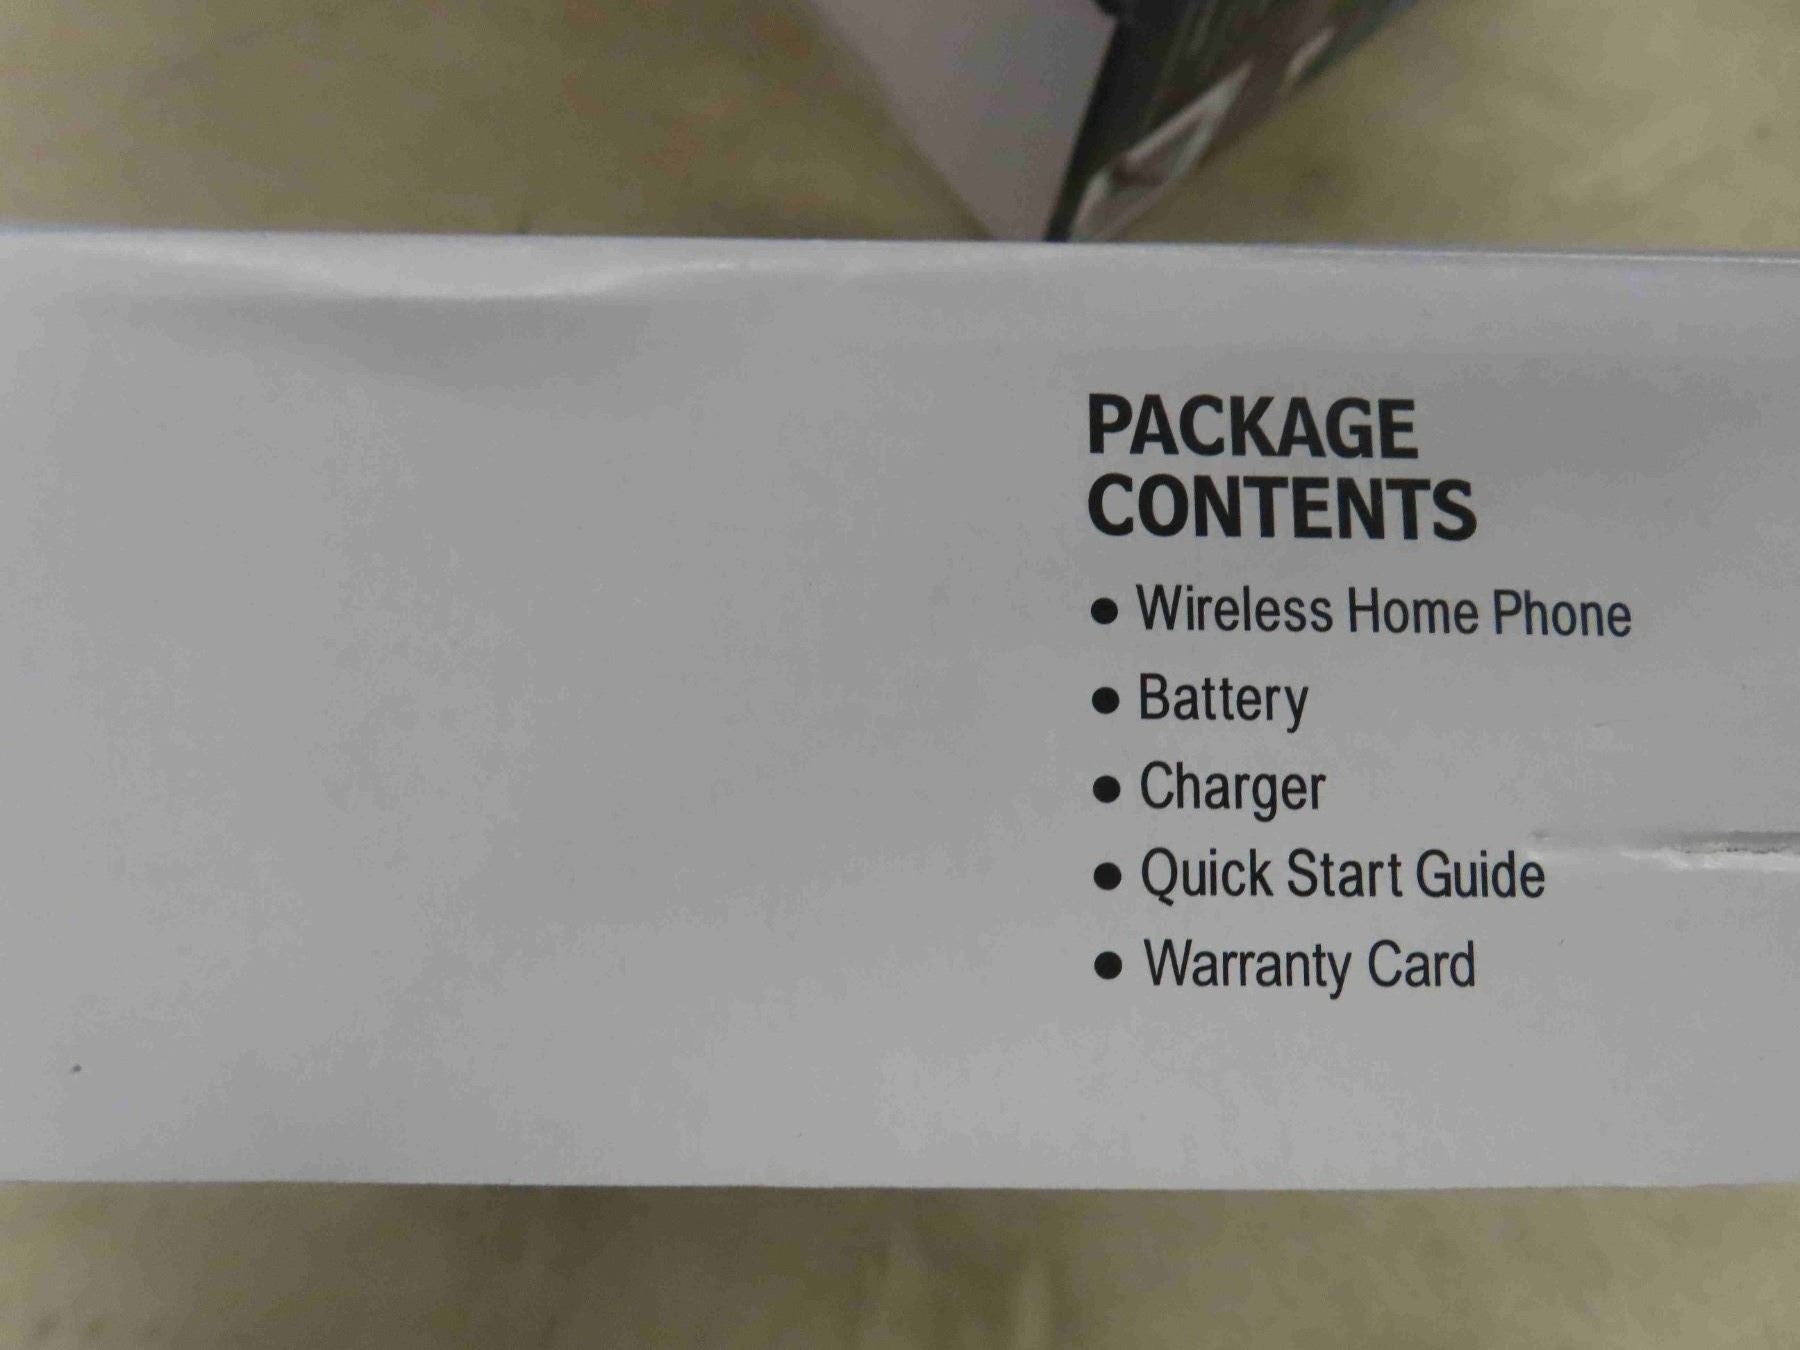 PACKAGE
CONTENTS
● Wireless Home Phone
● Battery
● Charger
● Quick Start Guide
● Warranty Card